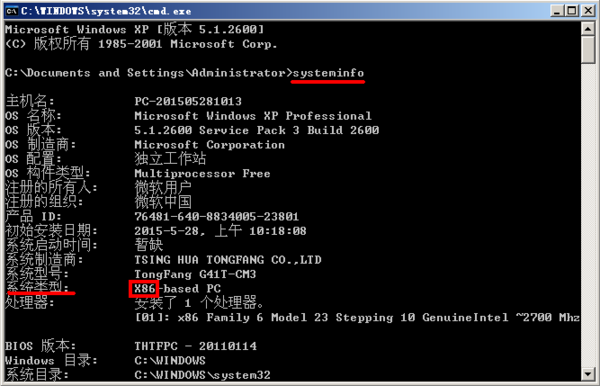 C:\WINDOWS\system32\cmd.exe
Microsoft Windows XP [版本 5.1.2600]
(C) 版权所有 1985-2001 Microsoft Corp.
C:\Documents and Settings\Administrator>systeminfo
主机名: PC-201505281013
OS 名称: Microsoft Windows XP Professional
OS 版本: 5.1.2600 Service Pack 3 Build 2600
OS 制造商: Microsoft Corporation
OS 配置: 独立工作站
OS 构件类型: Multiprocessor Free
注册的所有人: 微软用户
注册的组织: 微软中国
产品 ID: 76481-640-8834005-23801
初始安装日期: 2015-5-28, 上午 10:18:08
系统启动时间: 暂缺
系统制造商: TSING HUA TONGFANG CO.,LTD
系统型号: TongFang G41T-CM3
系统类型: X86-based PC
处理器: 安装了 1 个处理器。
[01]: x86 Family 6 Model 23 Stepping 10 GenuineIntel ~2700 Mhz
BIOS 版本: THTFPC - 20110114
Windows 目录: C:\WINDOWS
系统目录: C:\WINDOWS\system32